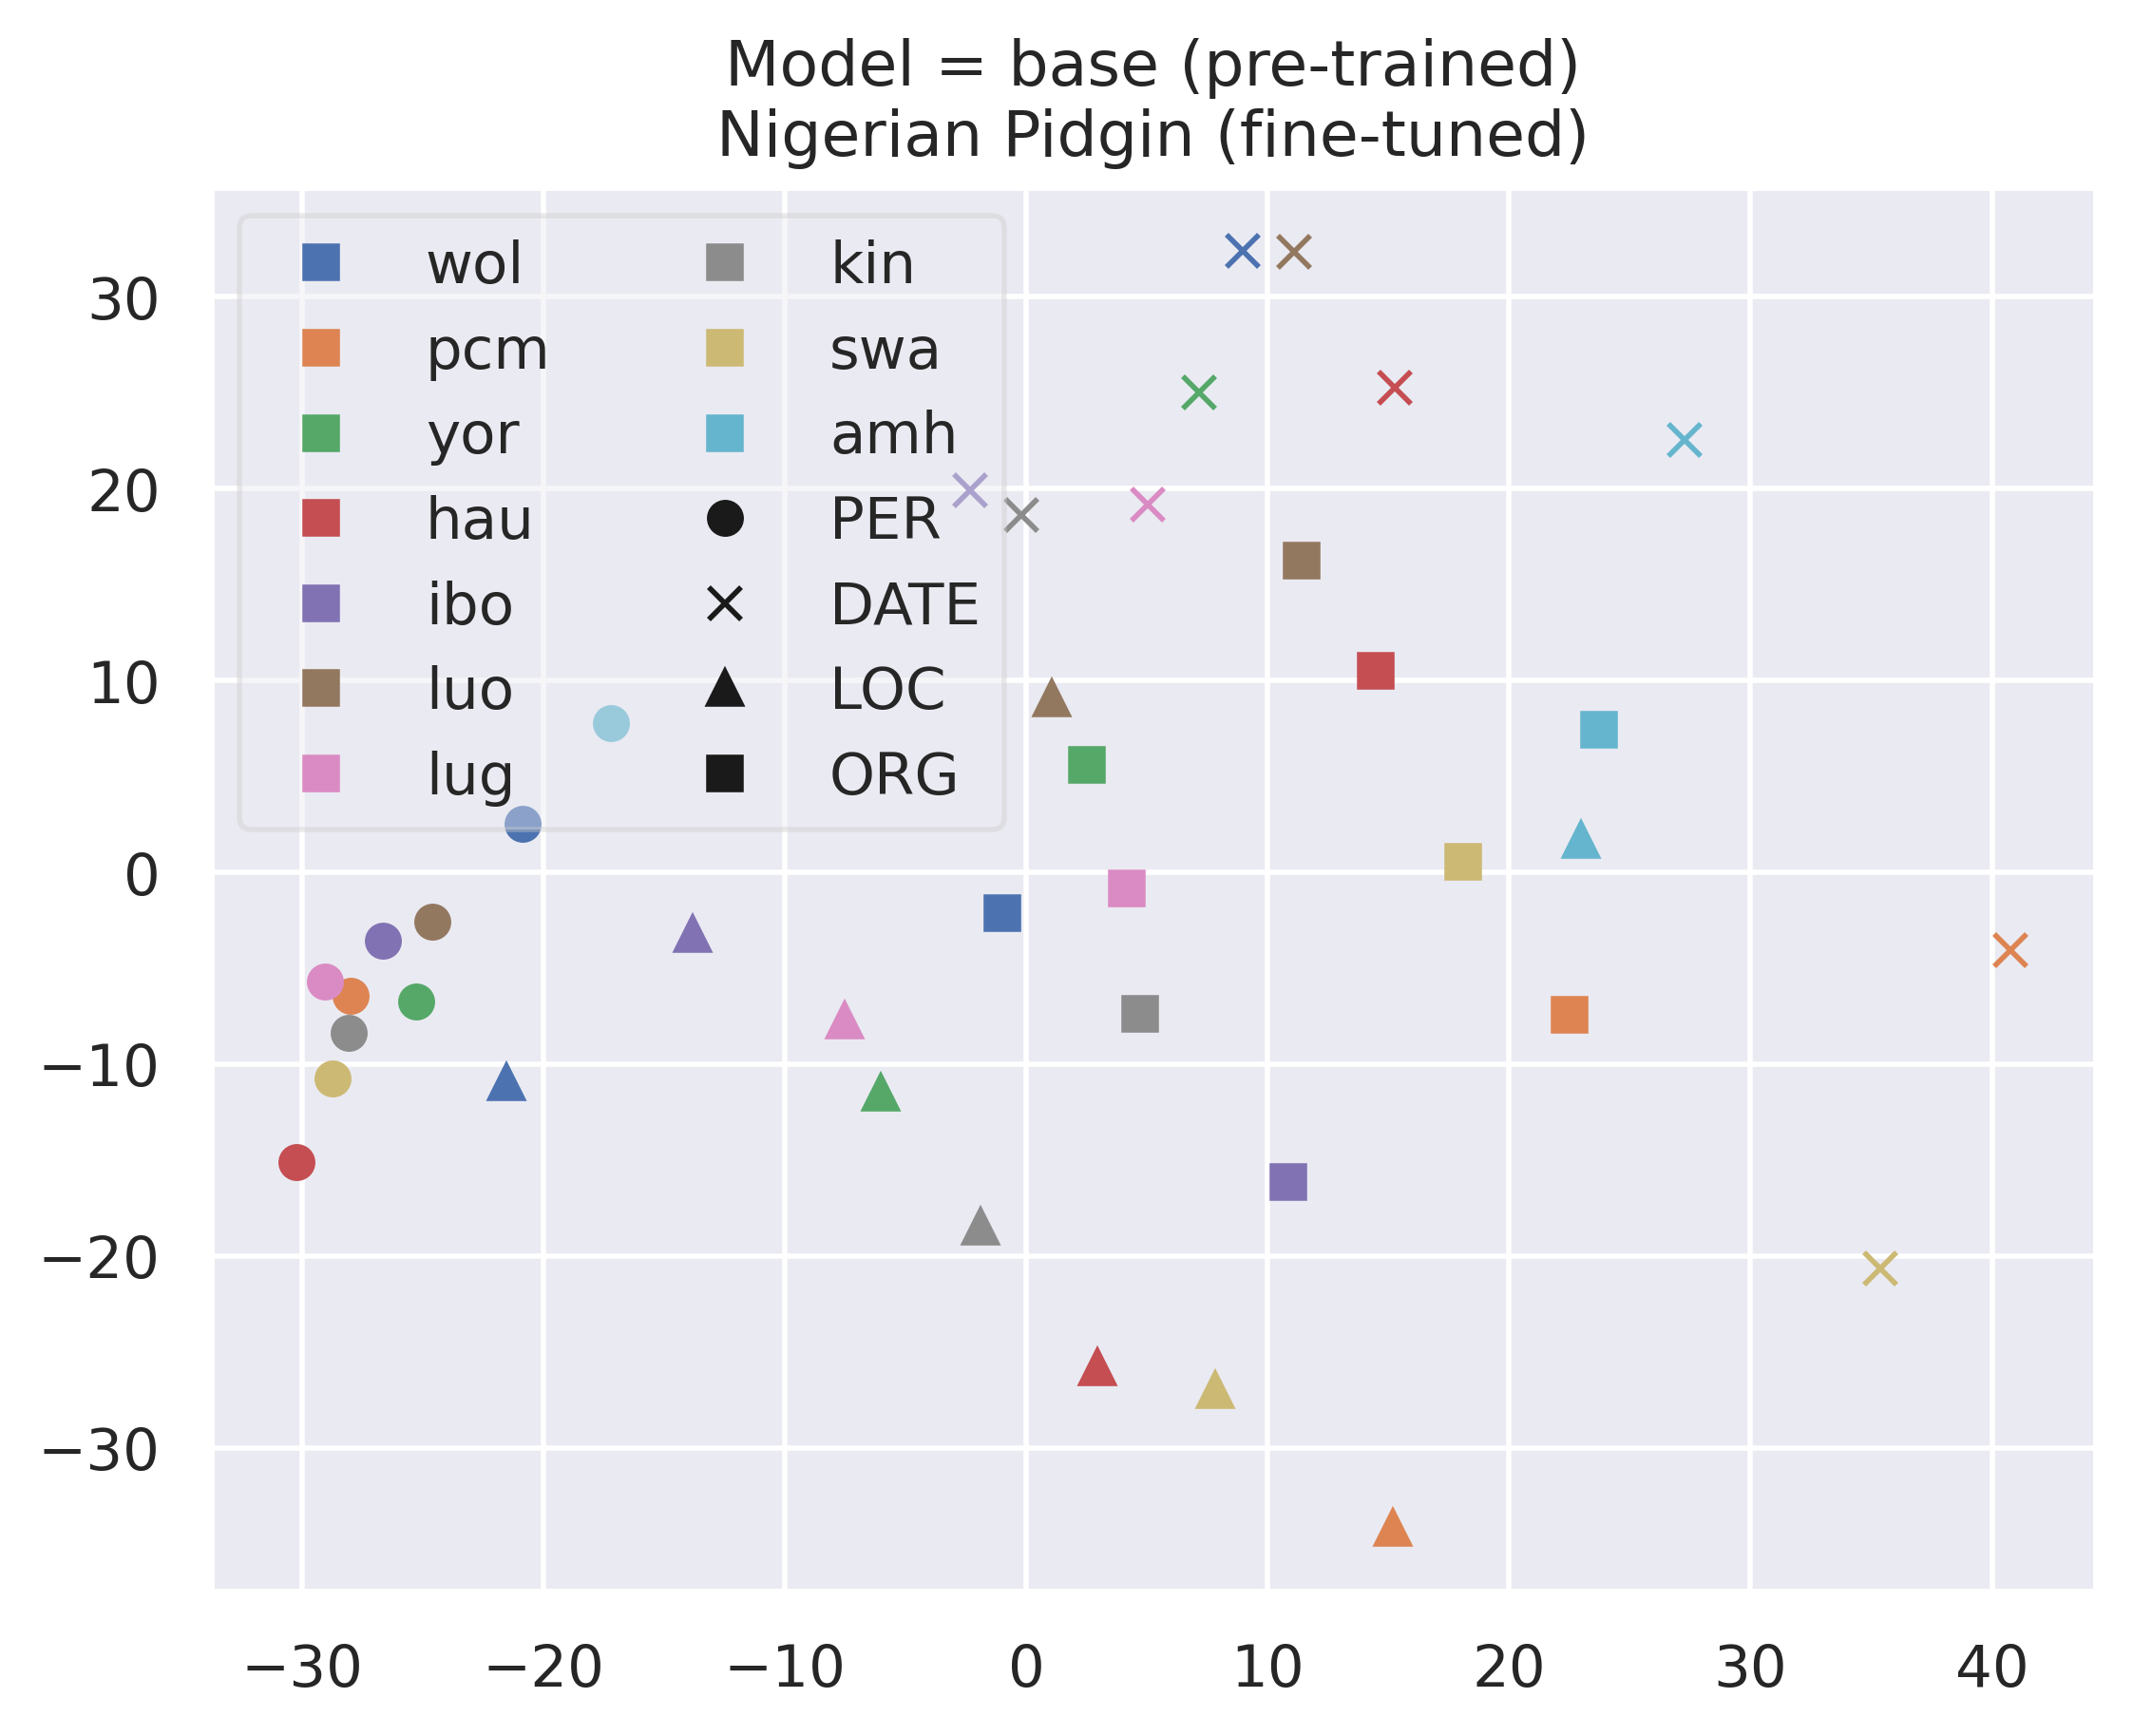 Model = base (pre-trained)
Nigerian Pidgin (fine-tuned)
wol
pcm
yor
hau
ibo
luo
lug
kin
swa
amh
PER
DATE
LOC
ORG
30
20
10
0
−10
−20
−30
−30 −20 −10 0 10 20 30 40